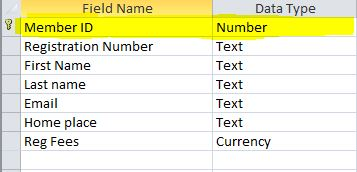 Field Name Data Type
Member ID Number
Registration Number Text
First Name Text
Last name Text
Email Text
Home place Text
Reg Fees Currency